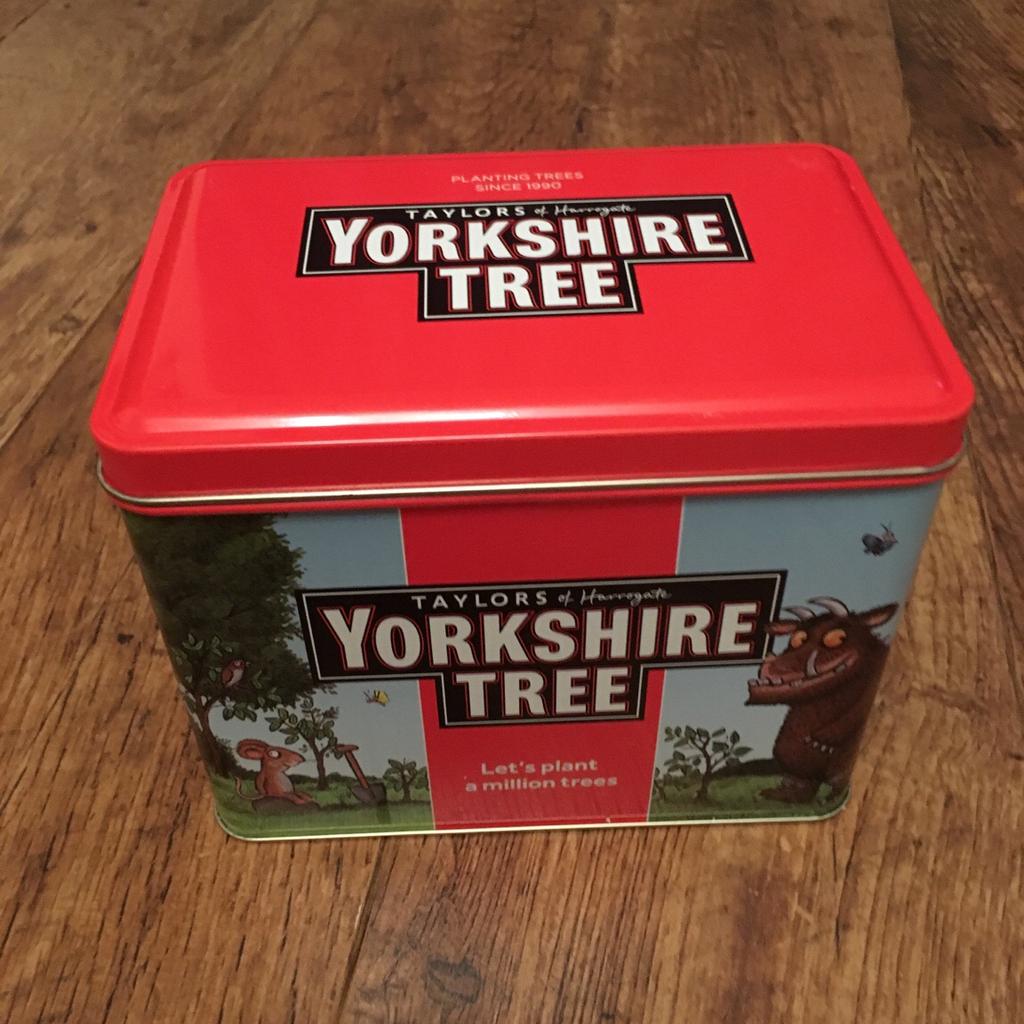 PLANTING TREES
SINCE 1990
TAYLORS of Harrogate
YORKSHIRE
TREE
TAYLORS of Harrogate
YORKSHIRE
TREE
Let's plant
a million trees